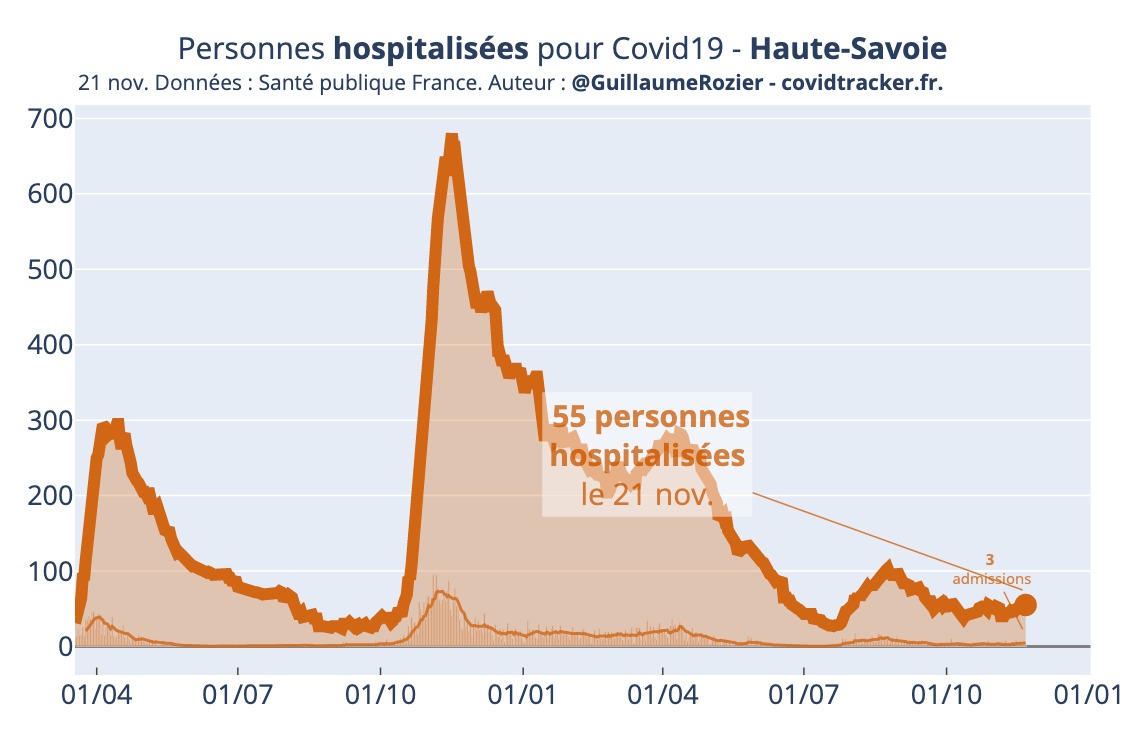 Personnes hospitalisées pour Covid19 - Haute-Savoie
21 nov. Données : Santé publique France. Auteur : @GuillaumeRozier - covidtracker.fr.
700
600
500
400
300
200
100
0
55 personnes
hospitalisées
le 21 nov.
3
admissions
01/04 01/07 01/10 01/01 01/04 01/07 01/10 01/01